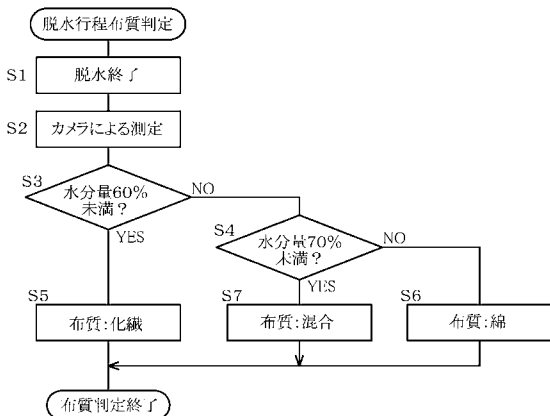 脱水行程布質判定
S1
脱水終了
S2
カメラによる測定
S3
水分量60%
未満？
NO
YES
S4
水分量70%
未満？
NO
YES
S5
布質:化繊
S7
布質:混合
S6
布質:綿
布質判定終了